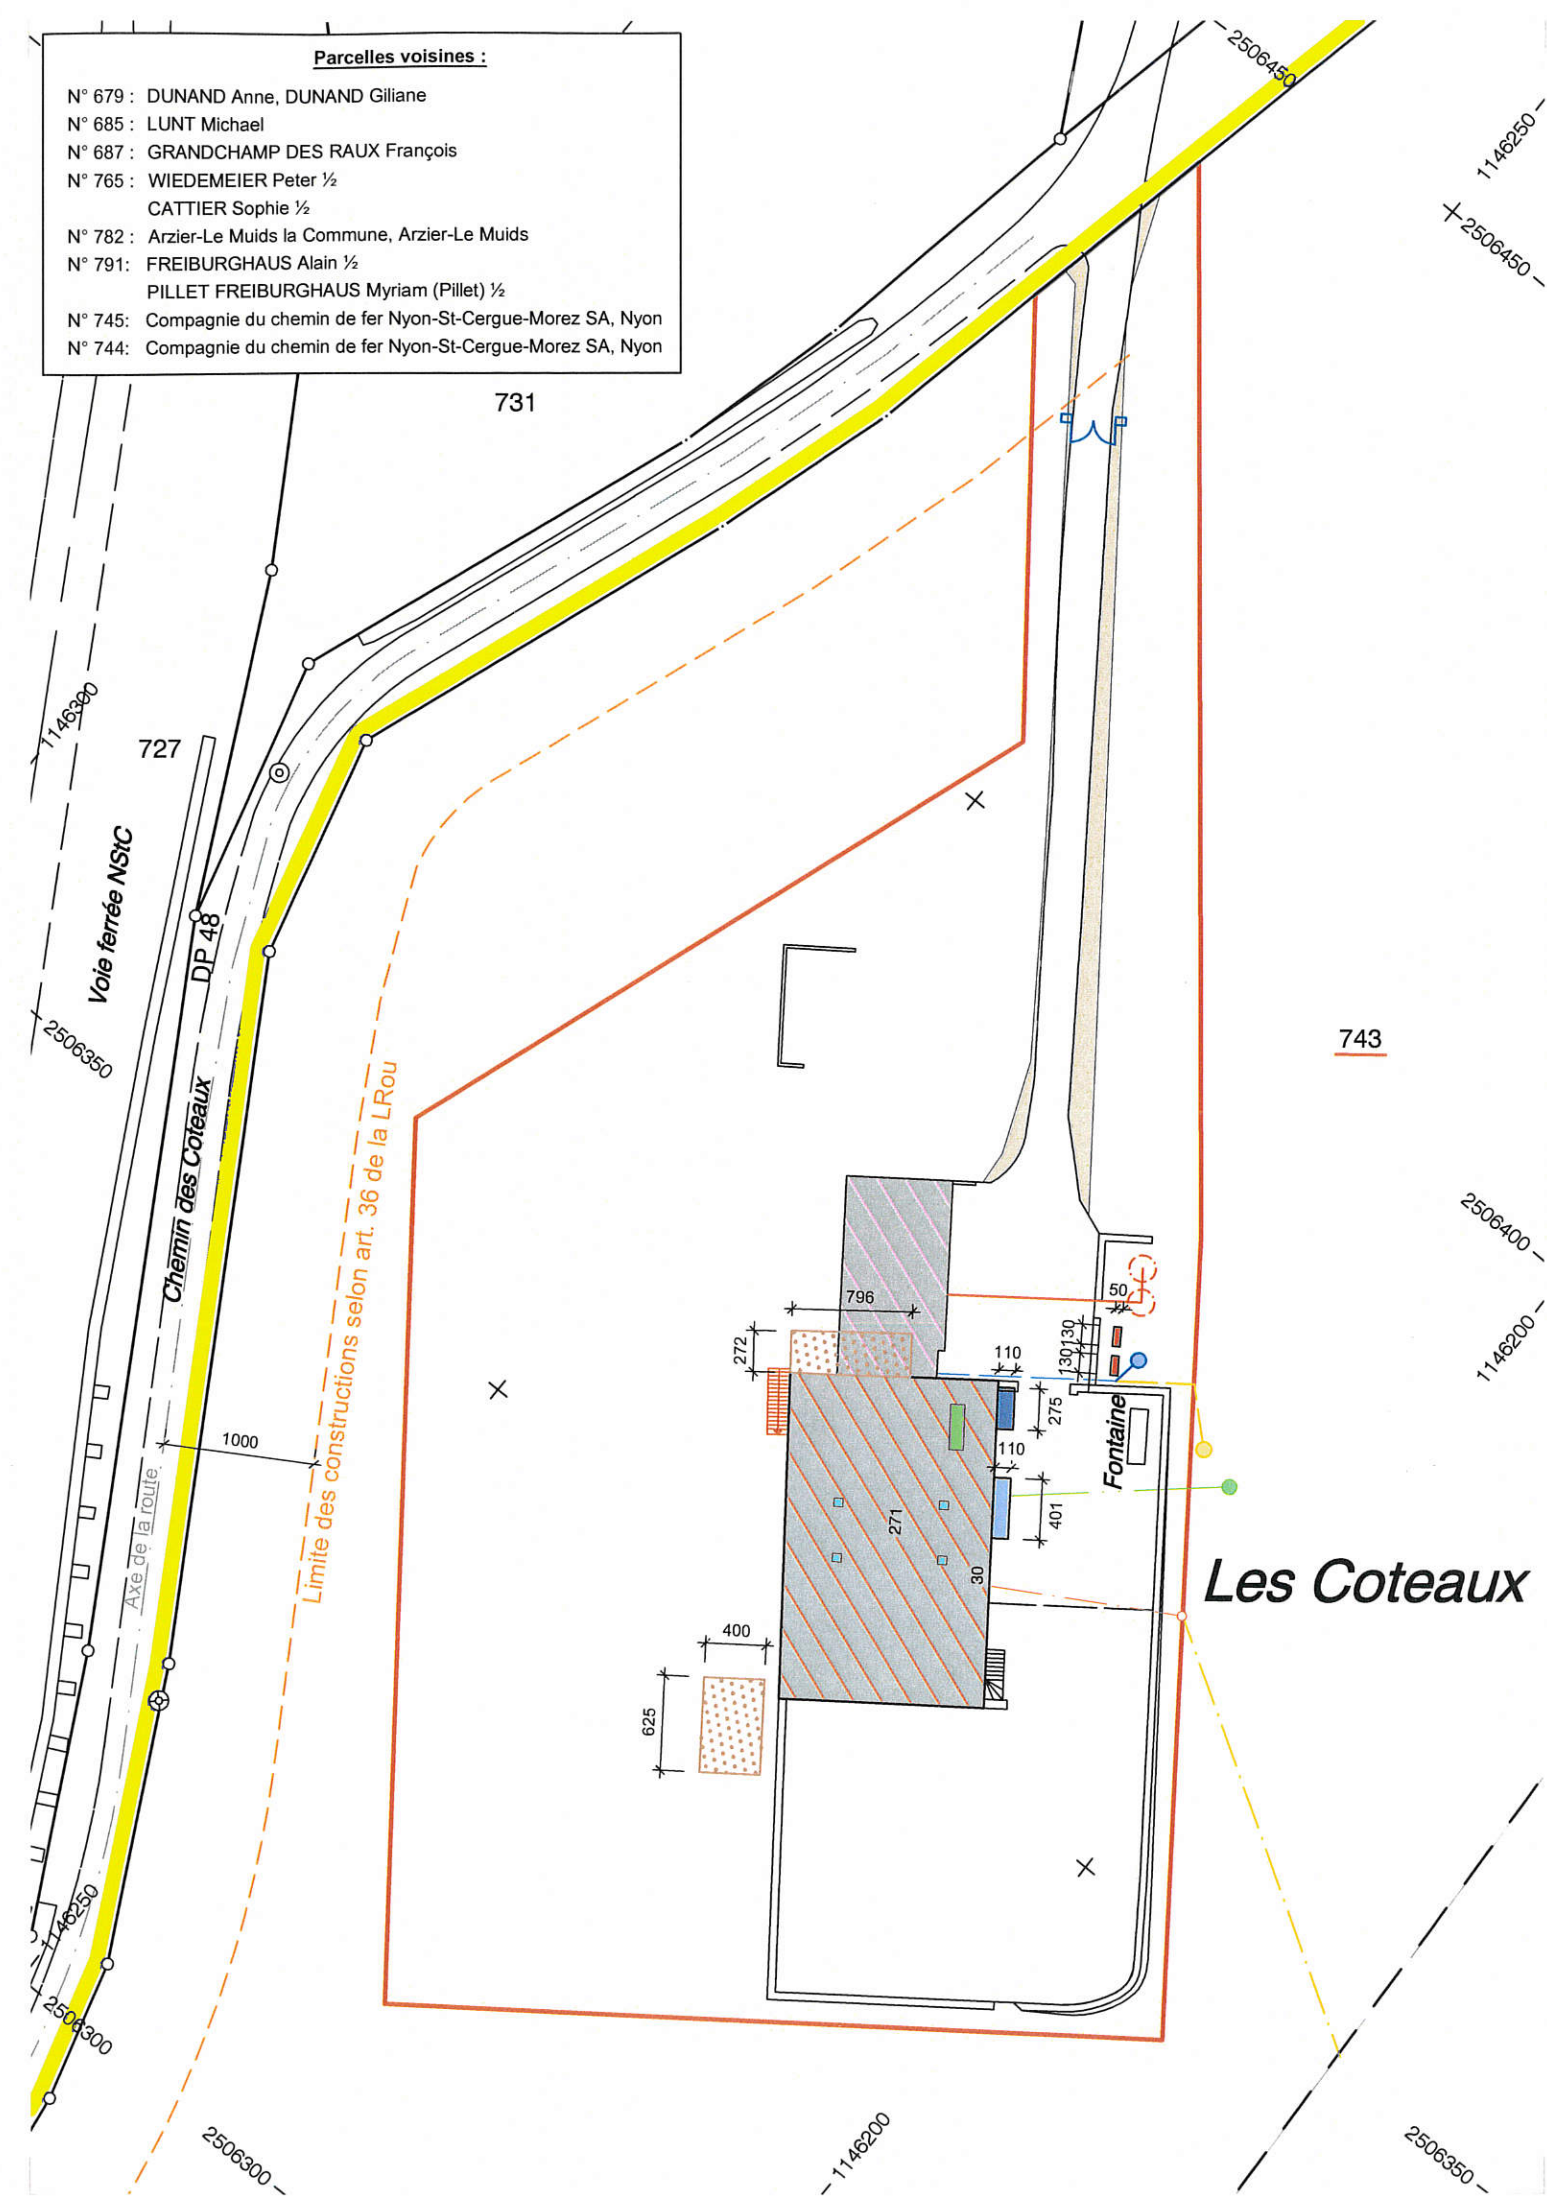 Parcelles voisines :
N° 679 : DUNAND Anne, DUNAND Giliane
N° 685 : LUNT Michael
N° 687 : GRANDCHAMP DES RAUX François
N° 765 : WIEDEMEIER Peter ½
CATTIER Sophie ½
N° 782 : Arzier-Le Muids la Commune, Arzier-Le Muids
N° 791: FREIBURGHAUS Alain ½
PILLET FREIBURGHAUS Myriam (Pillet) ½
N° 745: Compagnie du chemin de fer Nyon-St-Cergue-Morez SA, Nyon
N° 744: Compagnie du chemin de fer Nyon-St-Cergue-Morez SA, Nyon
2506450
1146250
2506450
731
1146300
727
Voie ferrée NStC
DP 48
2506350
743
Chemin des Coteaux
Limite des constructions selon art. 36 de la LRou
2506400
1146200
796
272
50
130
130
110
275
110
401
Fontaine
271
30
1000
Axe de la route
Les Coteaux
400
625
1146250
2506300
2506300
1146200
2506350